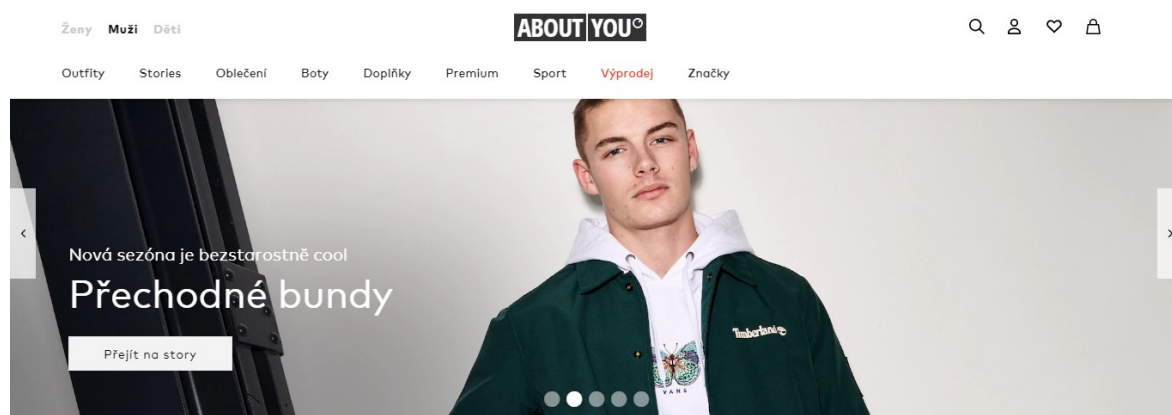 Ženy Muži Děti
ABOUT YOU°
Outfity Stories Oblečení Boty Doplňky Premium Sport Výprodej Značky
Nová sezóna je bezstarostně cool
Přechodné bundy
Přejít na story
Timberland
VANS